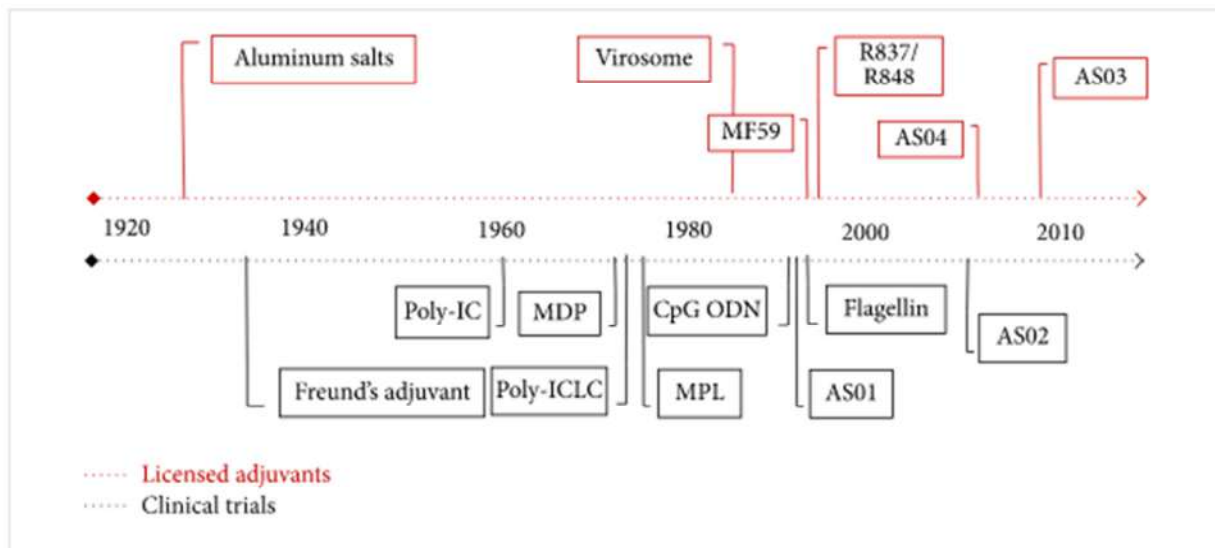 Aluminum salts
Virosome
R837/
R848
AS03
MF59
AS04
1920 1940 1960 1980 2000 2010
Poly-IC
MDP
CpG ODN
Flagellin
AS02
Freund's adjuvant
Poly-ICLC
MPL
AS01
Licensed adjuvants
Clinical trials